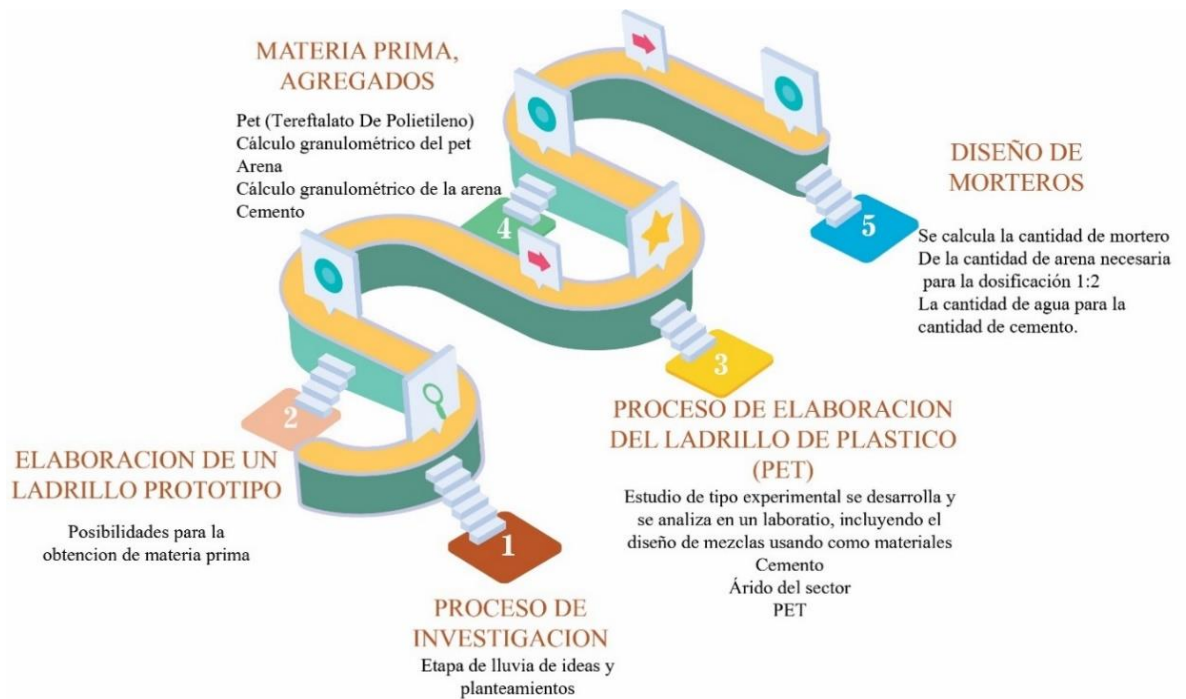 MATERIA PRIMA,
AGREGADOS
Pet (Tereftalato De Polietileno)
Cálculo granulométrico del pet
Arena
Cálculo granulométrico de la arena
Cemento
4
DISEÑO DE
MORTEROS
5
Se calcula la cantidad de mortero
De la cantidad de arena necesaria
para la dosificación 1:2
La cantidad de agua para la
cantidad de cemento.
3
PROCESO DE ELABORACION
DEL LADRILLO DE PLASTICO
(PET)
Estudio de tipo experimental se desarrolla y
se analiza en un laboratio, incluyendo el
diseño de mezclas usando como materiales
Cemento
Árido del sector
PET
2
ELABORACION DE UN
LADRILLO PROTOTIPO
Posibilidades para la
obtencion de materia prima
1
PROCESO DE
INVESTIGACION
Etapa de lluvia de ideas y
planteamientos